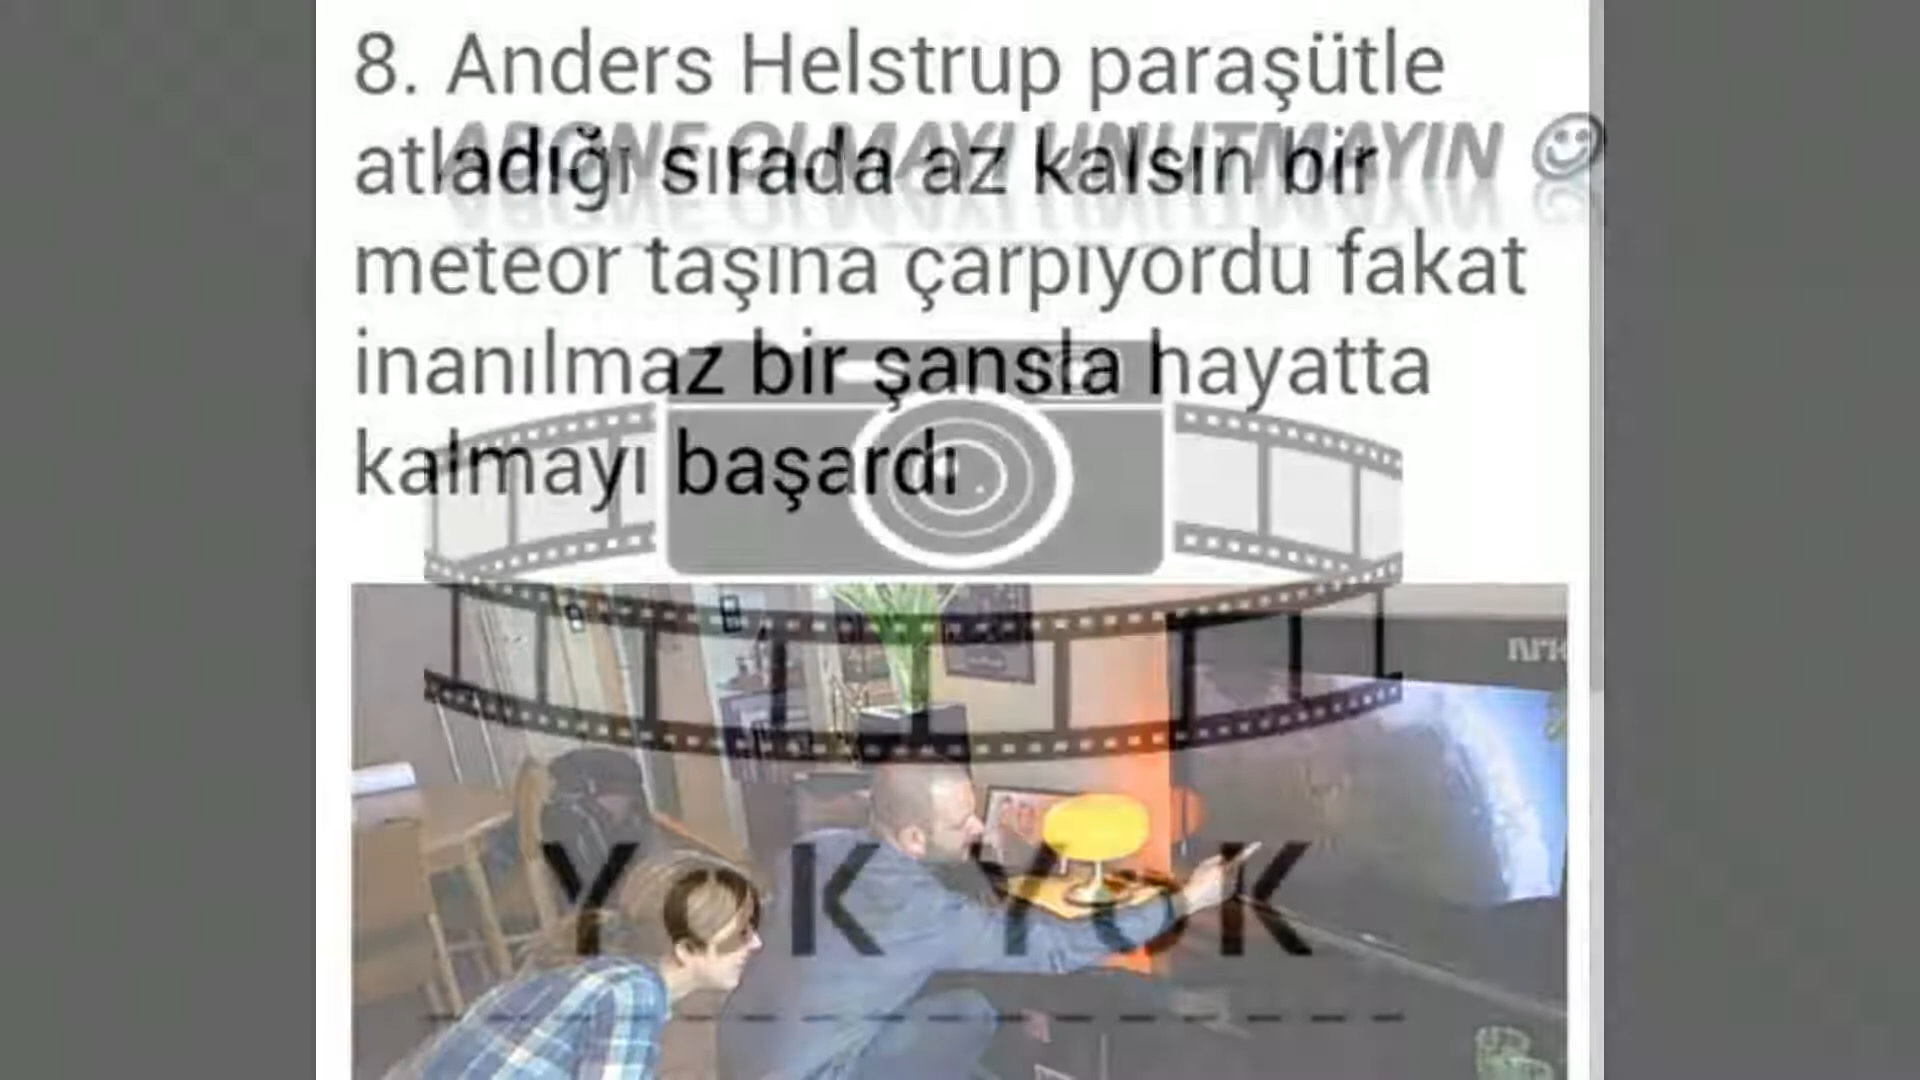 8. Anders Helstrup paraşütle
ABONE OLMAYI UNUTMAYIN
atladığı sırada az kalsın bir
meteor taşına çarpıyordu fakat
inanılmaz bir şansla hayatta
kalmayı başardı
nrk
YoK YoK